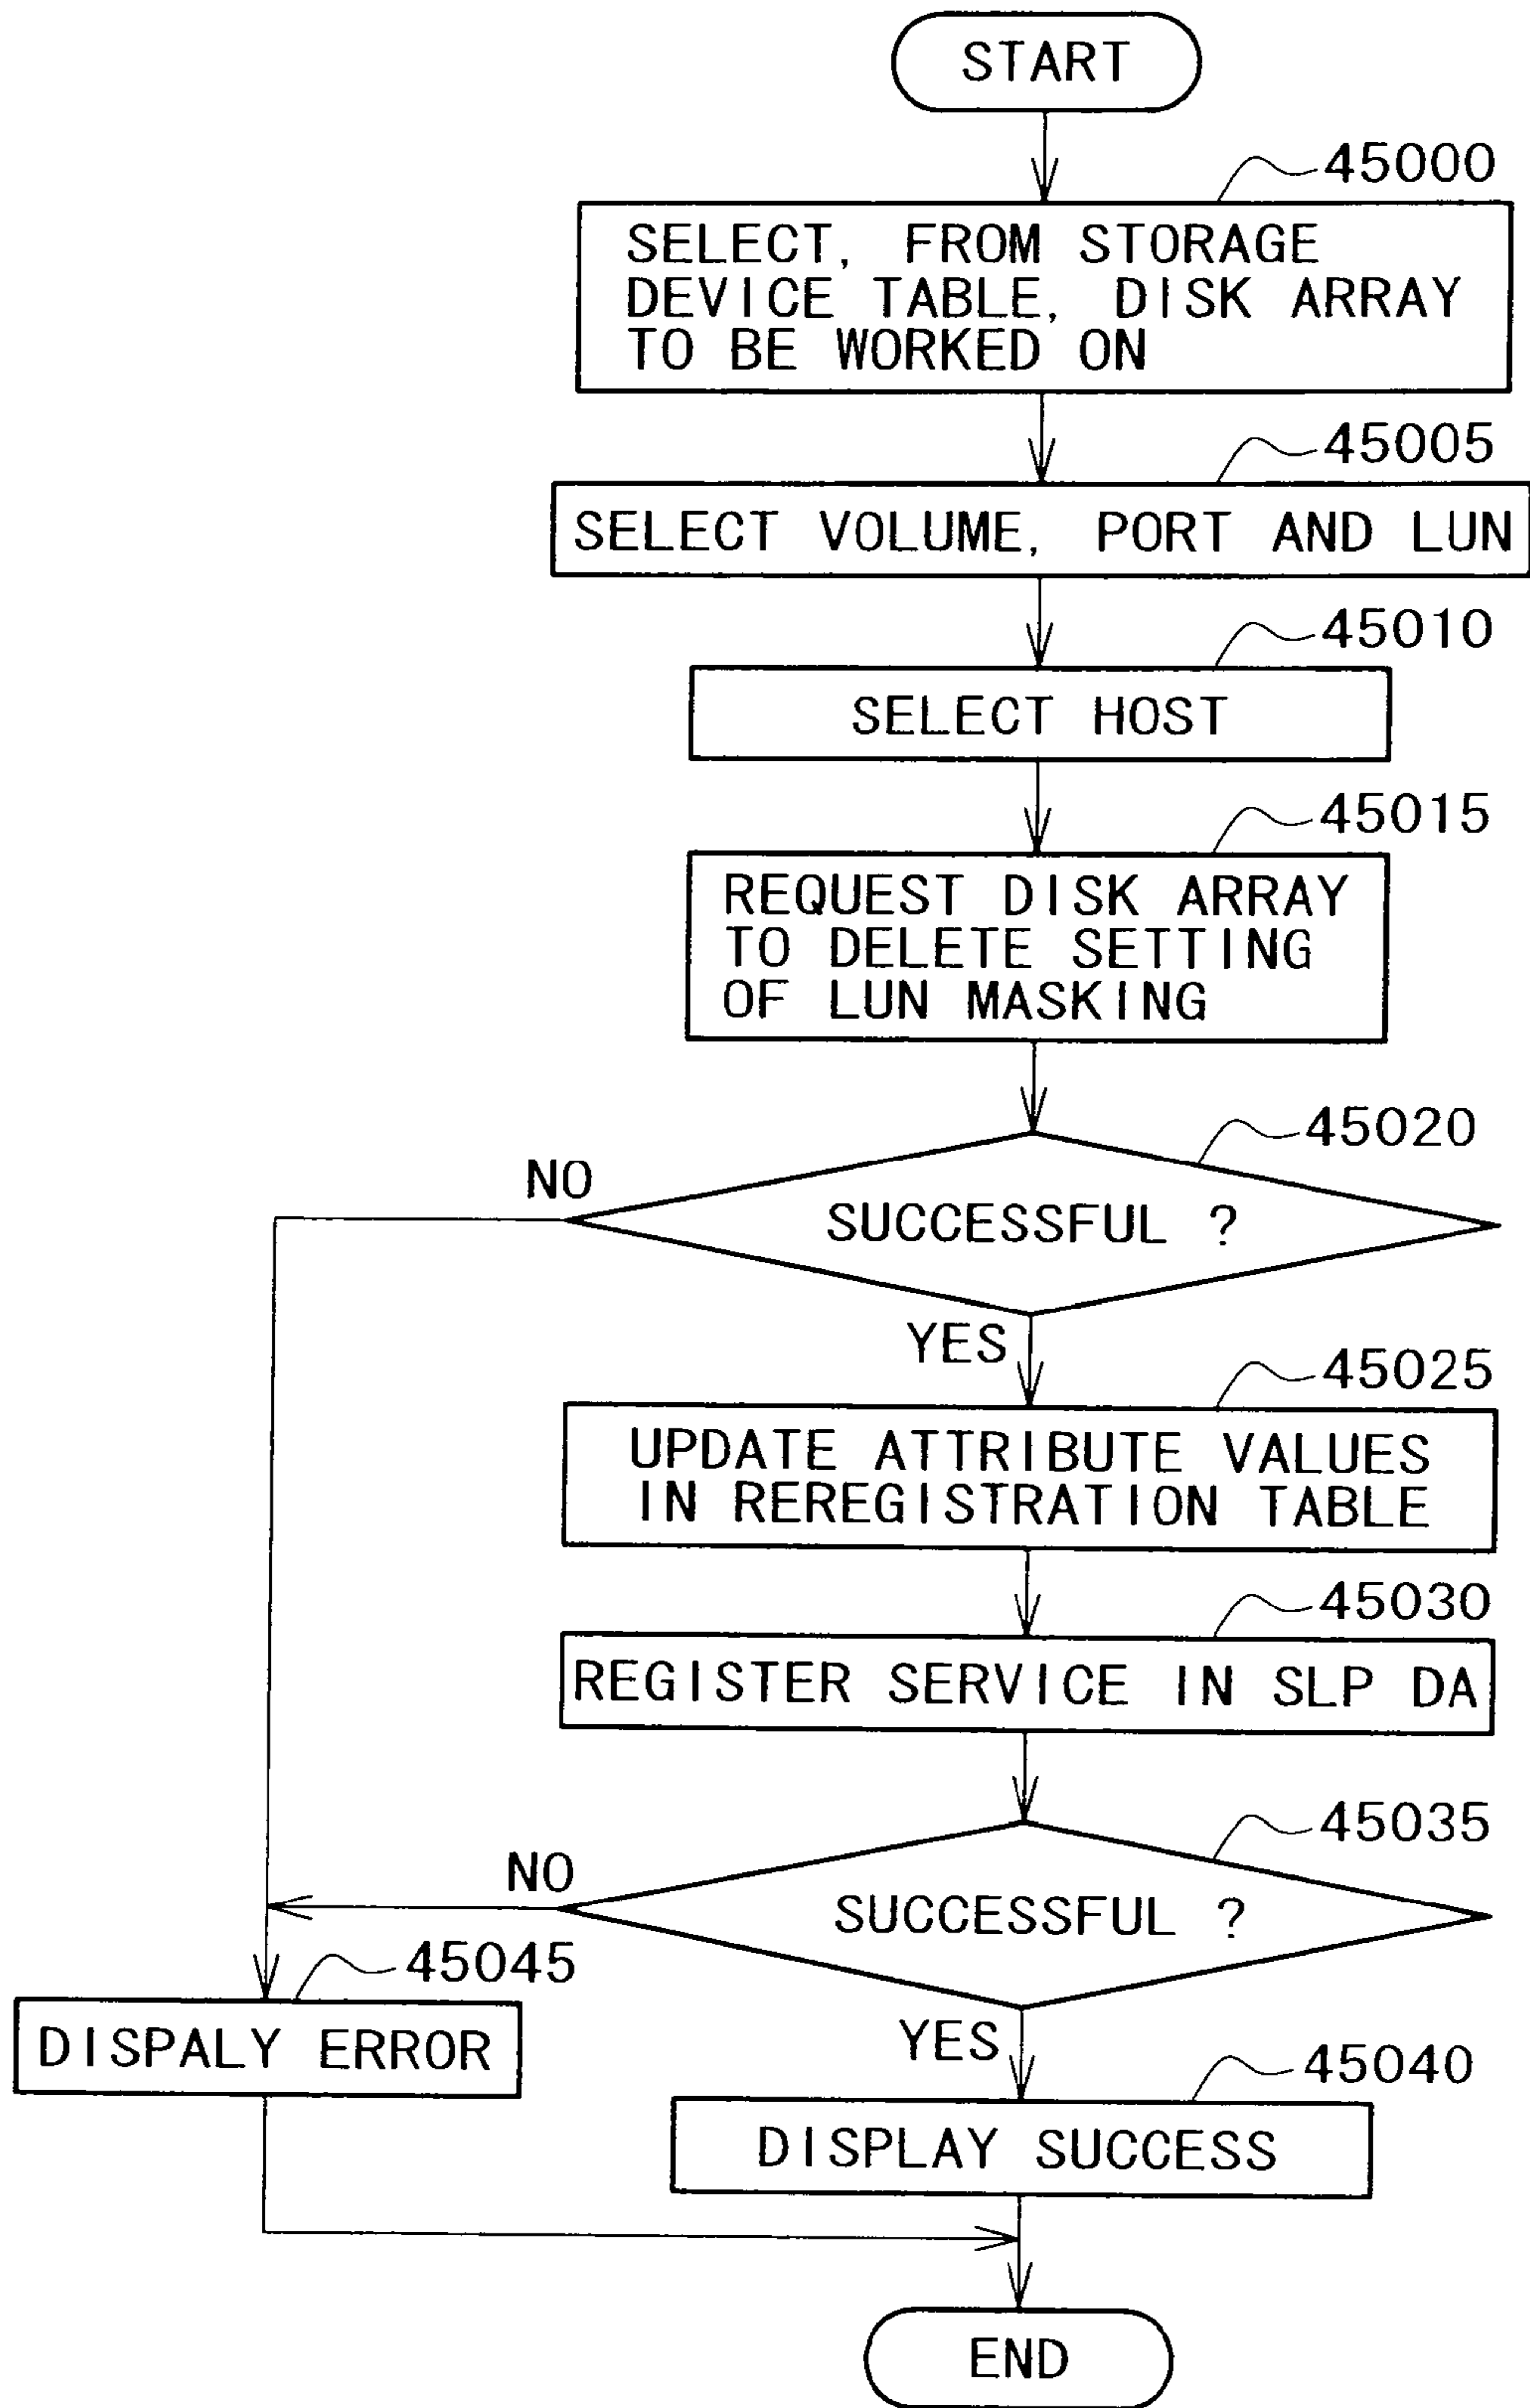 START
45000
SELECT, FROM STORAGE
DEVICE TABLE, DISK ARRAY
TO BE WORKED ON
45005
SELECT VOLUME, PORT AND LUN
45010
SELECT HOST
45015
REQUEST DISK ARRAY
TO DELETE SETTING
OF LUN MASKING
45020
NO
SUCCESSFUL ?
YES
45025
UPDATE ATTRIBUTE VALUES
IN REREGISTRATION TABLE
45030
REGISTER SERVICE IN SLP DA
45035
NO
SUCCESSFUL ?
45045
DISPALY ERROR
YES
45040
DISPLAY SUCCESS
END